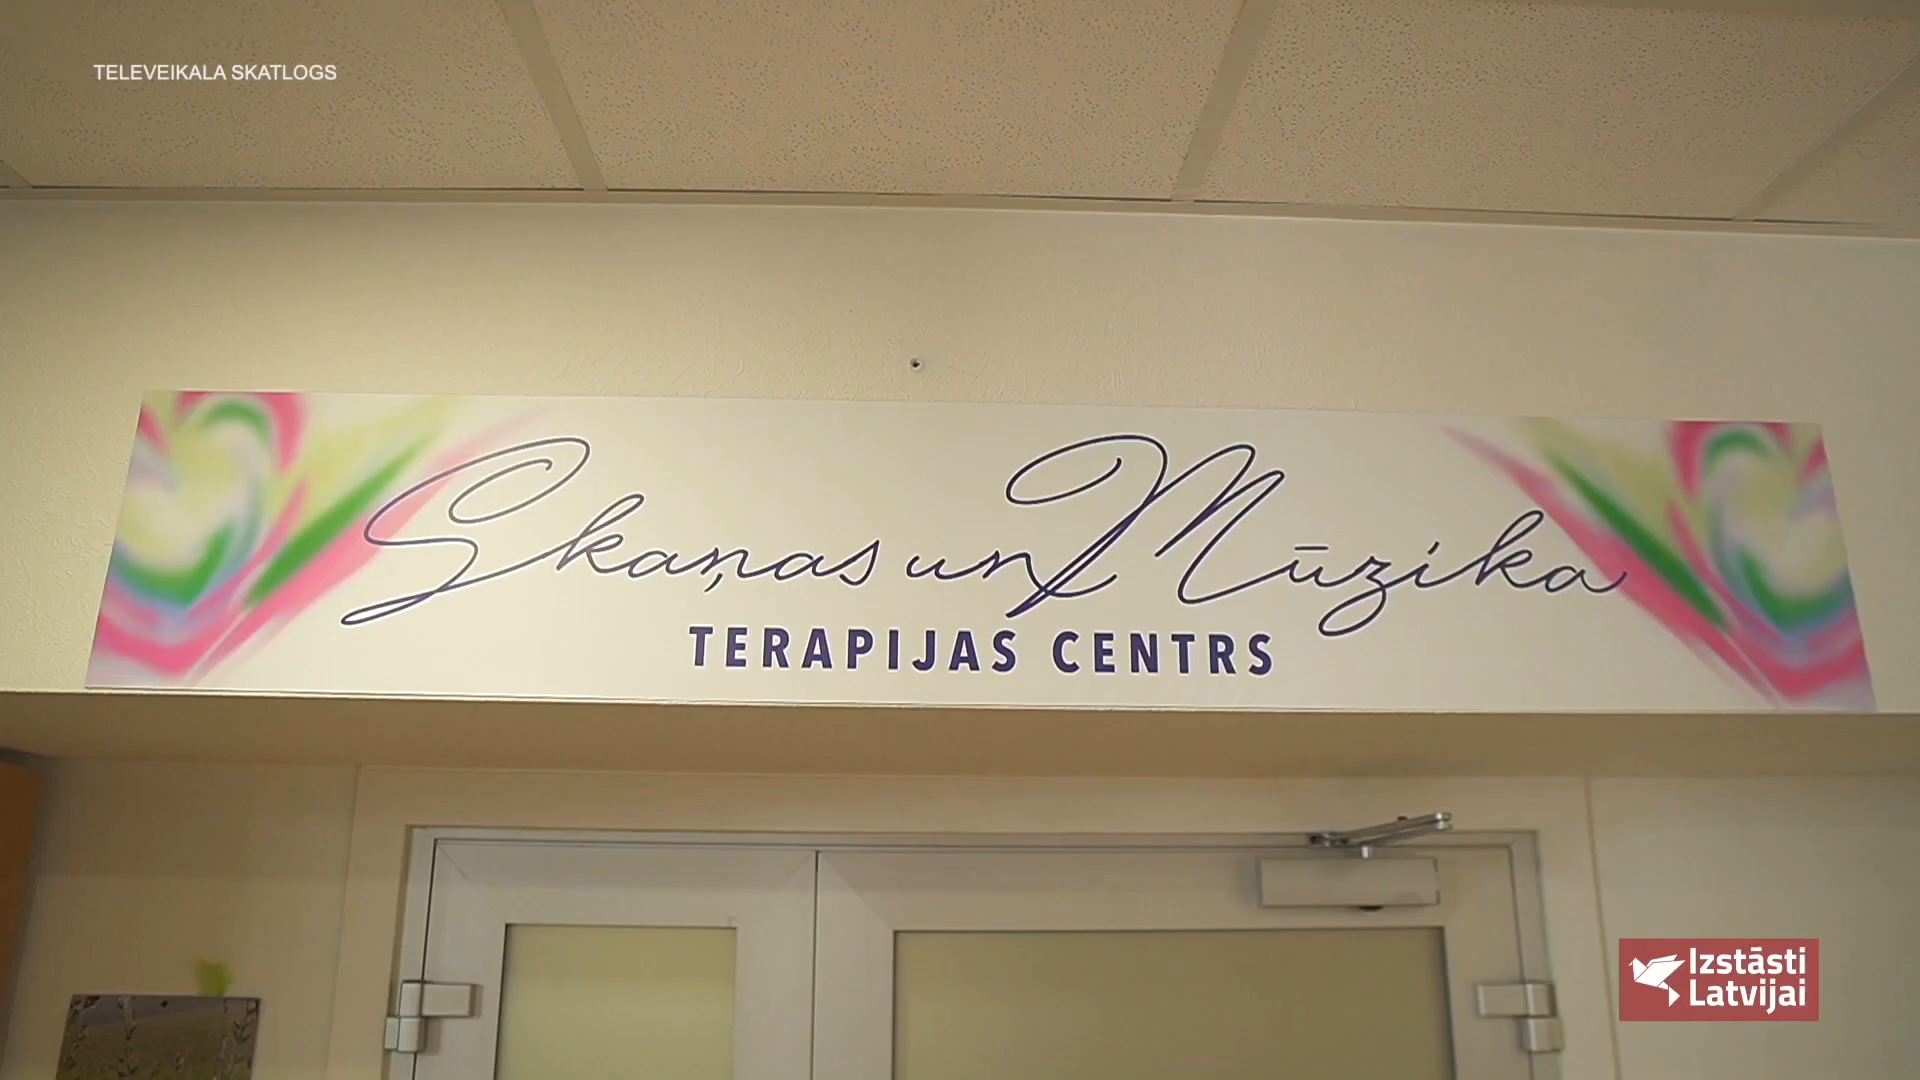 TELEVEIKALA SKATLOGS
Skaņas un Mūzika
TERAPIJAS CENTRS
Izstāsti
Latvijai